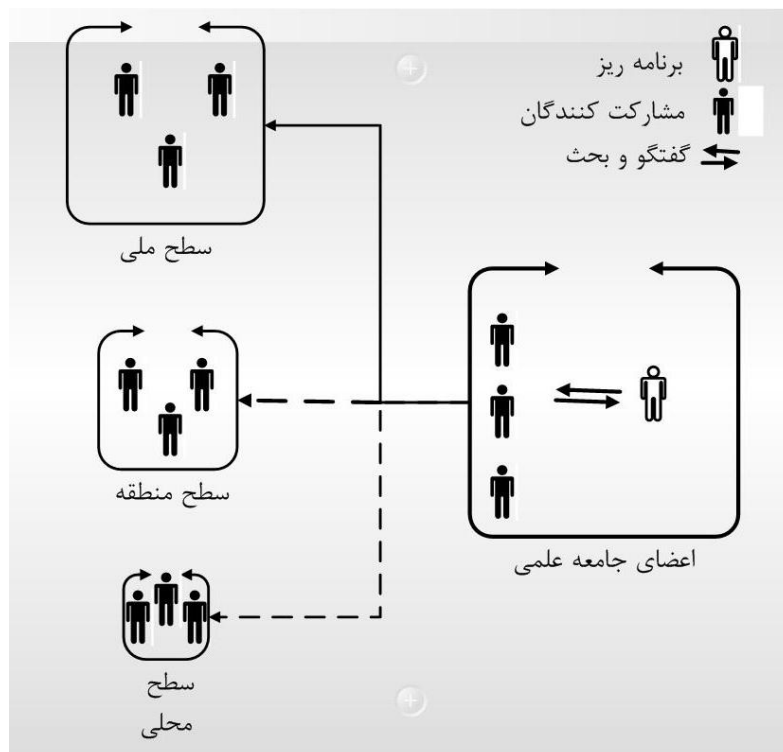 برنامه ریز
مشارکت کنندگان
گفتگو و بحث
سطح ملی
سطح منطقه
اعضای جامعه علمی
سطح
محلی